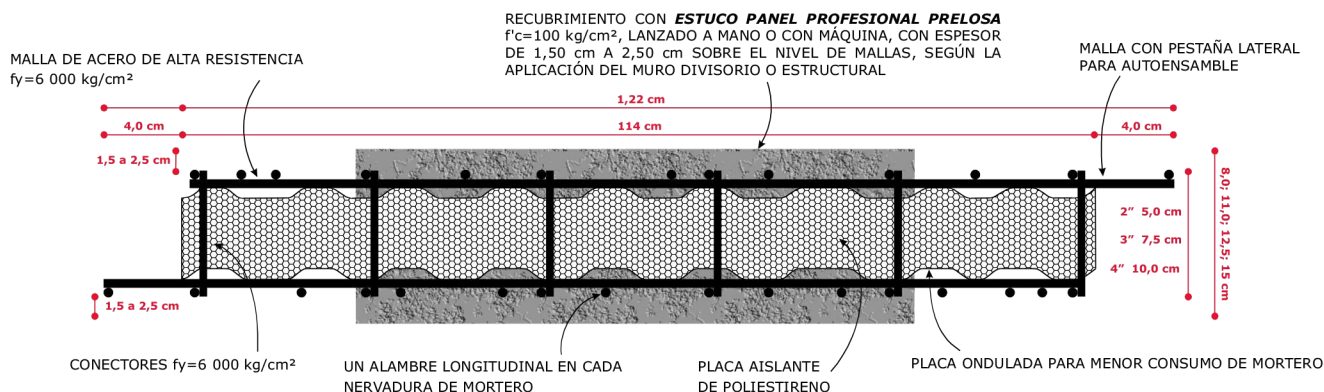 RECUBRIMIENTO CON ESTUCO PANEL PROFESIONAL PRELOSA
f'c=100 kg/cm², LANZADO A MANO O CON MÁQUINA, CON ESPESOR
DE 1,50 cm A 2,50 cm SOBRE EL NIVEL DE MALLAS, SEGÚN LA
APLICACIÓN DEL MURO DIVISORIO O ESTRUCTURAL
MALLA DE ACERO DE ALTA RESISTENCIA
fy=6 000 kg/cm²
MALLA CON PESTAÑA LATERAL
PARA AUTOENSAMBLE
1,22 cm
4,0 cm
114 cm
4,0 cm
1,5 a 2,5 cm
2” 5,0 cm
3” 7,5 cm
4” 10,0 cm
8,0; 11,0; 12,5; 15 cm
1,5 a 2,5 cm
CONECTORES fy=6 000 kg/cm²
UN ALAMBRE LONGITUDINAL EN CADA
NERVADURA DE MORTERO
PLACA AISLANTE
DE POLIESTIRENO
PLACA ONDULADA PARA MENOR CONSUMO DE MORTERO